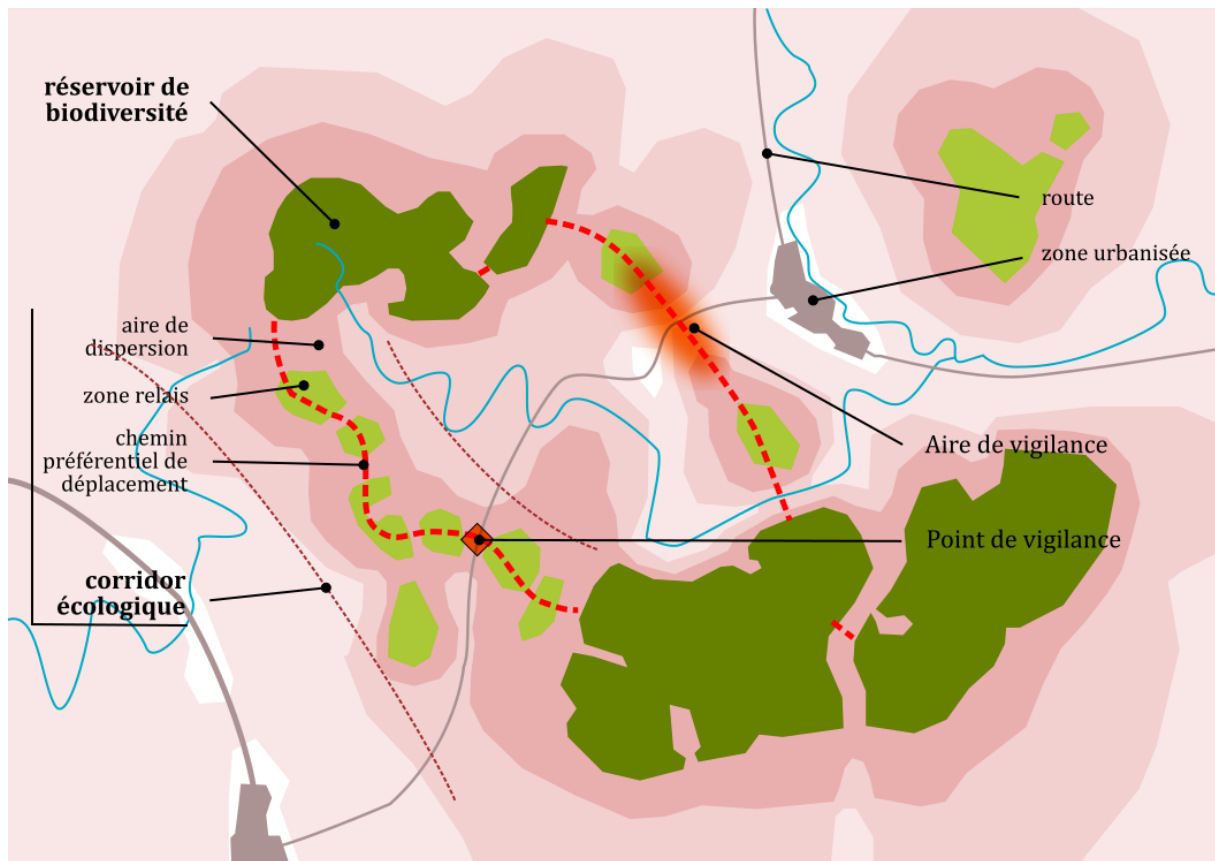 réservoir de
biodiversité
route
zone urbanisée
aire de
dispersion
zone relais
chemin
préférentiel de
déplacement
Aire de vigilance
Point de vigilance
corridor
écologique